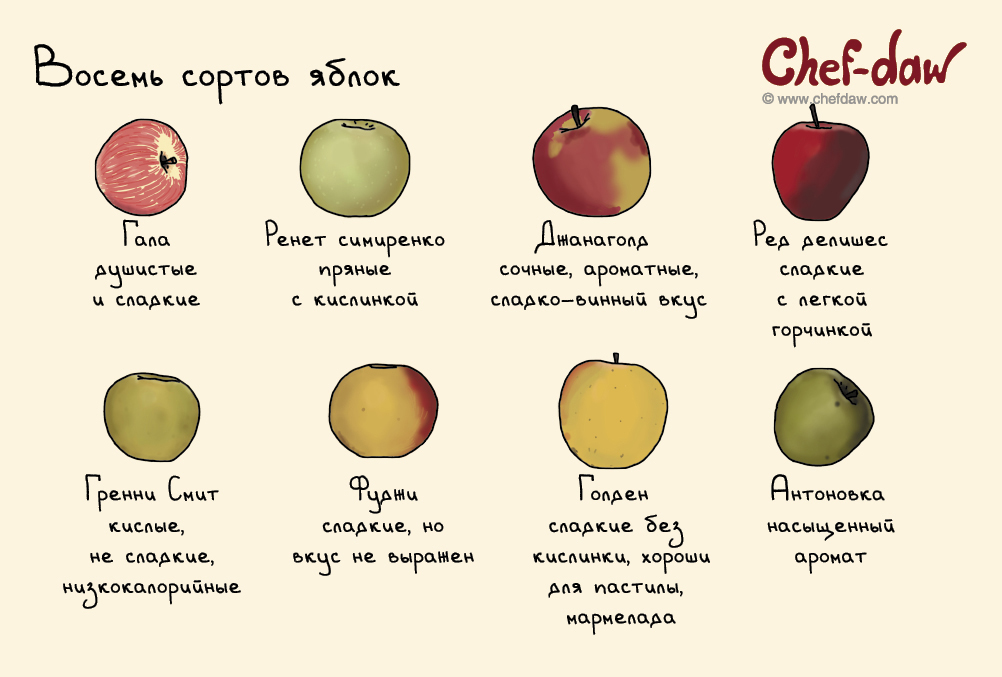 Восемь сортов яблок
Chef-daw
© www.chefdaw.com
Гала
душистые
и сладкие
Ренет симиренко
пряные
с кислинкой
Джанаголд
сочные, ароматные,
сладко-винный вкус
Ред делишес
сладкие
с легкой
горчинкой
Гренни Смит
кислые,
не сладкие,
низкокалорийные
Фуджи
сладкие, но
вкус не выражен
Голден
сладкие без
кислинки, хороши
для пастилы,
мармелада
Антоновка
насыщенный
аромат